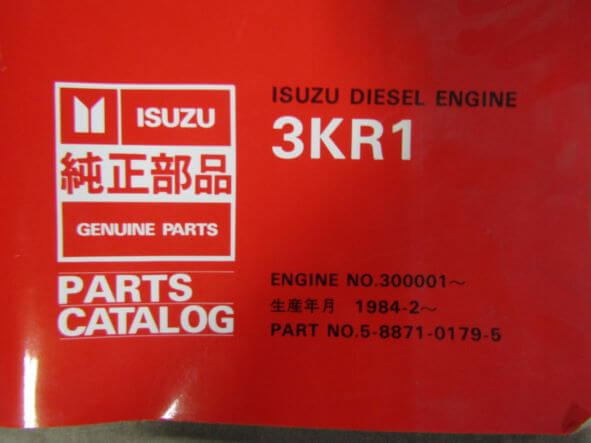 ISUZU
純正部品
GENUINE PARTS
PARTS
CATALOG
ISUZU DIESEL ENGINE
3KR1
ENGINE NO.300001～
生産年月 1984-2～
PART NO.5-8871-0179-5